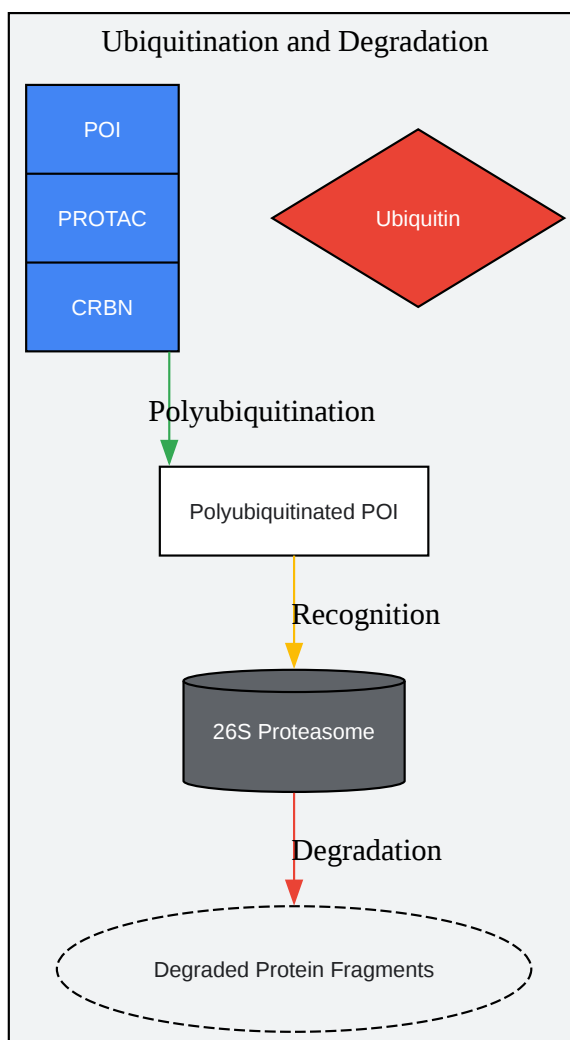 Ubiquitination and Degradation
POI
PROTAC
Ubiquitin
CRBN
Polyubiquitination
Polyubiquitinated POI
Recognition
26S Proteasome
Degradation
Degraded Protein Fragments